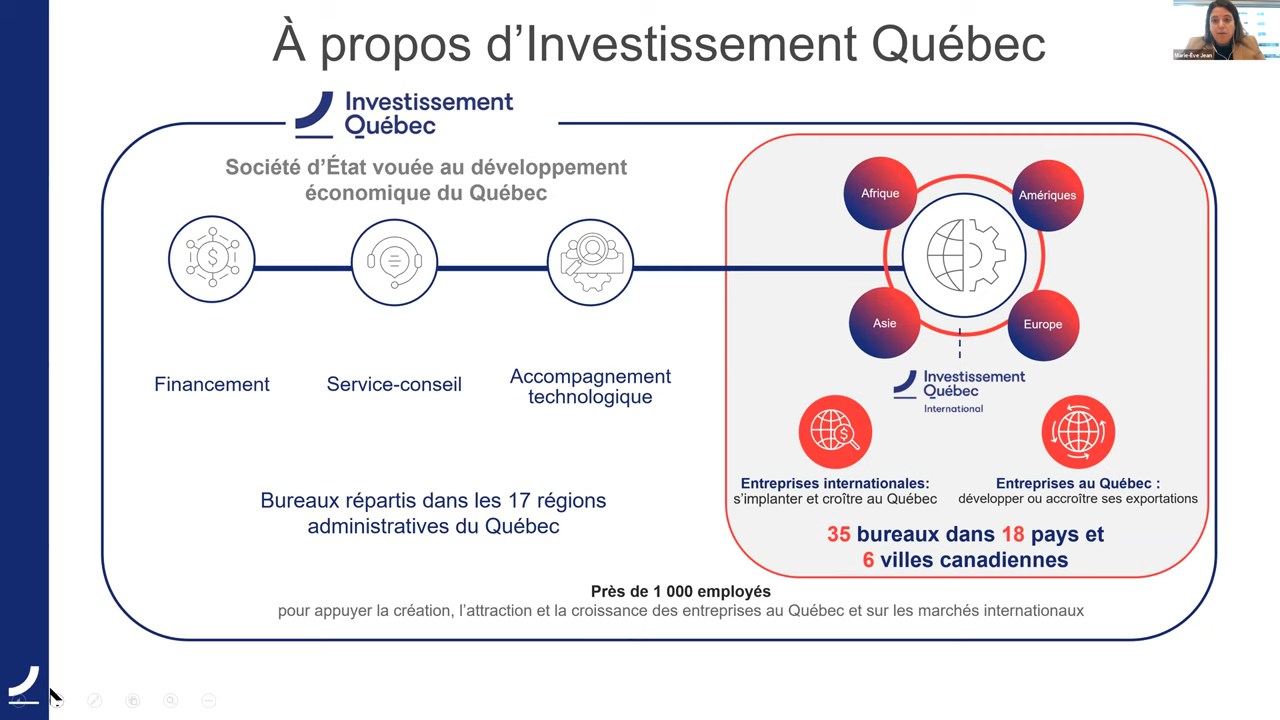 À propos d’Investissement Québec
Marie-Ève Jean
Investissement
Québec
Société d’État vouée au développement
économique du Québec
Financement
Service-conseil
Accompagnement
technologique
Bureaux répartis dans les 17 régions
administratives du Québec
Afrique
Amériques
Asie
Europe
Investissement
Québec
International
Entreprises internationales:
s’implanter et croître au Québec
Entreprises au Québec :
développer ou accroître ses exportations
35 bureaux dans 18 pays et
6 villes canadiennes
Près de 1 000 employés
pour appuyer la création, l’attraction et la croissance des entreprises au Québec et sur les marchés internationaux